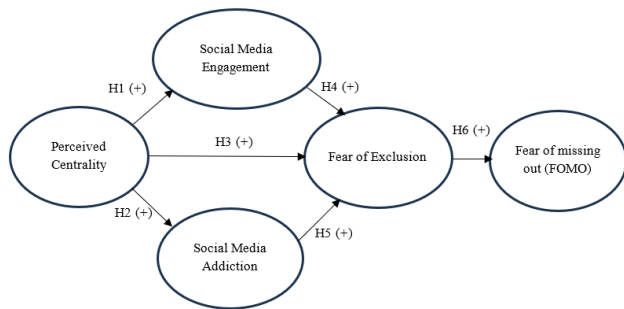 Social Media
Engagement
H1 (+)
H4 (+)
Perceived
Centrality
H3 (+)
Fear of Exclusion
H6 (+)
Fear of missing
out (FOMO)
H2 (+)
H5 (+)
Social Media
Addiction